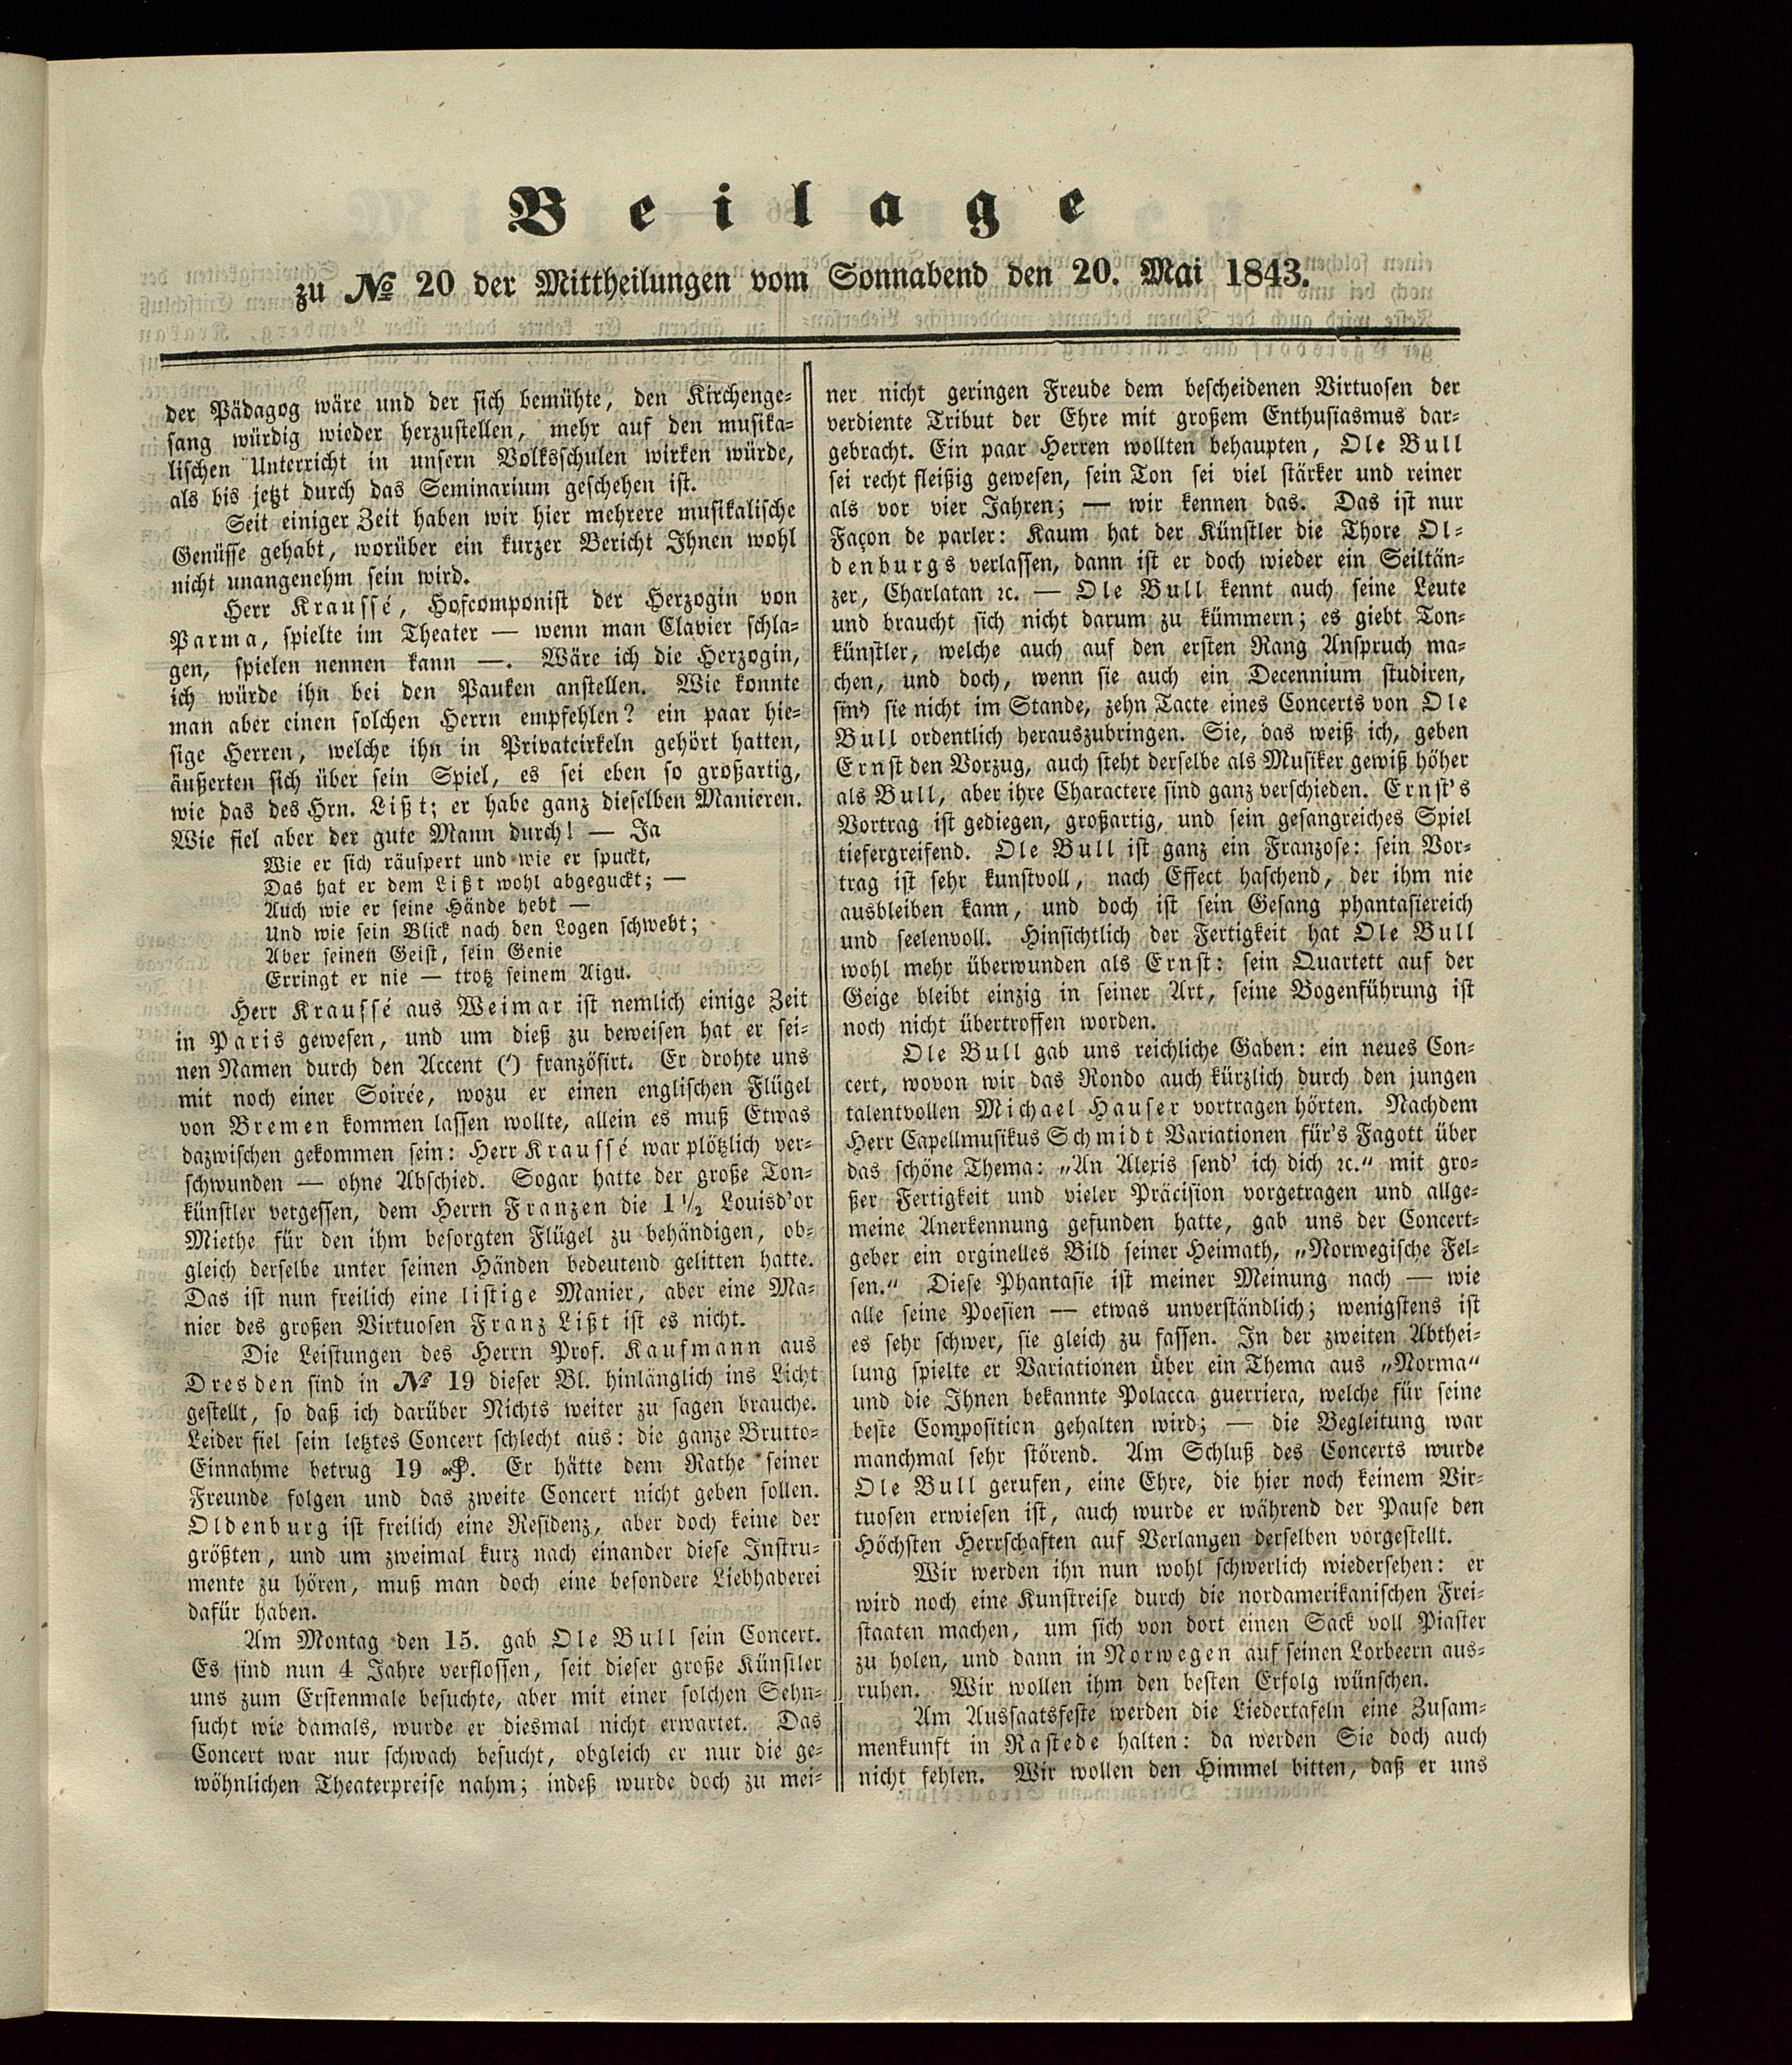 Beilage
zu № 20 der Mittheilungen vom Sonnabend den 20. Mai 1843.
der Pädagog wäre und der sich bemühte, den Kirchenge-
sang würdig wieder herzustellen, mehr auf den musika-
lischen Unterricht in unsern Volksschulen wirken würde,
als bis jetzt durch das Seminarium geschehen ist.
Seit einiger Zeit haben wir hier mehrere musikalische
Genüsse gehabt, worüber ein kurzer Bericht Ihnen wohl
nicht unangenehm sein wird.
Herr Kraussé, Hofcomponist der Herzogin von
Parma, spielte im Theater — wenn man Clavier schla-
gen, spielen nennen kann —. Wäre ich die Herzogin,
ich würde ihn bei den Pauken anstellen. Wie konnte
man aber einen solchen Herrn empfehlen? ein paar hie-
sige Herren, welche ihn in Privatcirkeln gehört hatten,
äußerten sich über sein Spiel, es sei eben so großartig,
wie das des Hrn. Lißt; er habe ganz dieselben Manieren.
Wie fiel aber der gute Mann durch! — Ja
Wie er sich räuspert und wie er spuckt,
Das hat er dem Lißt wohl abgeguckt; —
Auch wie er seine Hände hebt —
Und wie sein Blick nach den Logen schwebt;
Aber seinen Geist, sein Genie
Erringt er nie — trotz seinem Aigu.
Herr Kraussé aus Weimar ist nemlich einige Zeit
in Paris gewesen, und um dieß zu beweisen hat er sei-
nen Namen durch den Accent (') französirt. Er drohte uns
mit noch einer Soirée, wozu er einen englischen Flügel
von Bremen kommen lassen wollte, allein es muß Etwas
dazwischen gekommen sein: Herr Kraussé war plötzlich ver-
schwunden — ohne Abschied. Sogar hatte der große Ton-
künstler vergessen, dem Herrn Franzen die 1½ Louisd'or
Miethe für den ihm besorgten Flügel zu behändigen, ob-
gleich derselbe unter seinen Händen bedeutend gelitten hatte.
Das ist nun freilich eine listige Manier, aber eine Ma-
nier des großen Virtuosen Franz Lißt ist es nicht.
Die Leistungen des Herrn Prof. Kaufmann aus
Dresden sind in № 19 dieser Bl. hinlänglich ins Licht
gestellt, so daß ich darüber Nichts weiter zu sagen brauche.
Leider fiel sein letztes Concert schlecht aus: die ganze Brutto-
Einnahme betrug 19 ₰. Er hätte dem Rathe seiner
Freunde folgen und das zweite Concert nicht geben sollen.
Oldenburg ist freilich eine Residenz, aber doch keine der
größten, und um zweimal kurz nach einander diese Instru-
mente zu hören, muß man doch eine besondere Liebhaberei
dafür haben.
Am Montag den 15. gab Ole Bull sein Concert.
Es sind nun 4 Jahre verflossen, seit dieser große Künstler
uns zum Erstenmale besuchte, aber mit einer solchen Sehn-
sucht wie damals, wurde er diesmal nicht erwartet. Das
Concert war nur schwach besucht, obgleich er nur die ge-
wöhnlichen Theaterpreise nahm; indeß wurde doch zu mei-
ner nicht geringen Freude dem bescheidenen Virtuosen der
verdiente Tribut der Ehre mit großem Enthusiasmus dar-
gebracht. Ein paar Herren wollten behaupten, Ole Bull
sei recht fleißig gewesen, sein Ton sei viel stärker und reiner
als vor vier Jahren; — wir kennen das. Das ist nur
Façon de parler: Kaum hat der Künstler die Thore Ol-
denburgs verlassen, dann ist er doch wieder ein Seiltän-
zer, Charlatan ꝛc. — Ole Bull kennt auch seine Leute
und braucht sich nicht darum zu kümmern; es giebt Ton-
künstler, welche auch auf den ersten Rang Anspruch ma-
chen, und doch, wenn sie auch ein Decennium studiren,
sind sie nicht im Stande, zehn Tacte eines Concerts von Ole
Bull ordentlich herauszubringen. Sie, das weiß ich, geben
Ernst den Vorzug, auch steht derselbe als Musiker gewiß höher
als Bull, aber ihre Charactere sind ganz verschieden. Ernst's
Vortrag ist gediegen, großartig, und sein gesangreiches Spiel
tiefergreifend. Ole Bull ist ganz ein Franzose: sein Vor-
trag ist sehr kunstvoll, nach Effect haschend, der ihm nie
ausbleiben kann, und doch ist sein Gesang phantasiereich
und seelenvoll. Hinsichtlich der Fertigkeit hat Ole Bull
wohl mehr überwunden als Ernst: sein Quartett auf der
Geige bleibt einzig in seiner Art, seine Bogenführung ist
noch nicht übertroffen worden.
Ole Bull gab uns reichliche Gaben: ein neues Con-
cert, wovon wir das Rondo auch kürzlich durch den jungen
talentvollen Michael Hauser vortragen hörten. Nachdem
Herr Capellmusikus Schmidt Variationen für's Fagott über
das schöne Thema: „An Alexis send' ich dich ꝛc.“ mit gro-
ßer Fertigkeit und vieler Präcision vorgetragen und allge-
meine Anerkennung gefunden hatte, gab uns der Concert-
geber ein orginelles Bild seiner Heimath, „Norwegische Fel-
sen.“ Diese Phantasie ist meiner Meinung nach — wie
alle seine Poesien — etwas unverständlich; wenigstens ist
es sehr schwer, sie gleich zu fassen. In der zweiten Abthei-
lung spielte er Variationen über ein Thema aus „Norma“
und die Ihnen bekannte Polacca guerriera, welche für seine
beste Composition gehalten wird; — die Begleitung war
manchmal sehr störend. Am Schluß des Concerts wurde
Ole Bull gerufen, eine Ehre, die hier noch keinem Vir-
tuosen erwiesen ist, auch wurde er während der Pause den
Höchsten Herrschaften auf Verlangen derselben vorgestellt.
Wir werden ihn nun wohl schwerlich wiedersehen: er
wird noch eine Kunstreise durch die nordamerikanischen Frei-
staaten machen, um sich von dort einen Sack voll Piaster
zu holen, und dann in Norwegen auf seinen Lorbeern aus-
ruhen. Wir wollen ihm den besten Erfolg wünschen.
Am Aussaatsfeste werden die Liedertafeln eine Zusam-
menkunft in Rastede halten: da werden Sie doch auch
nicht fehlen. Wir wollen den Himmel bitten, daß er uns